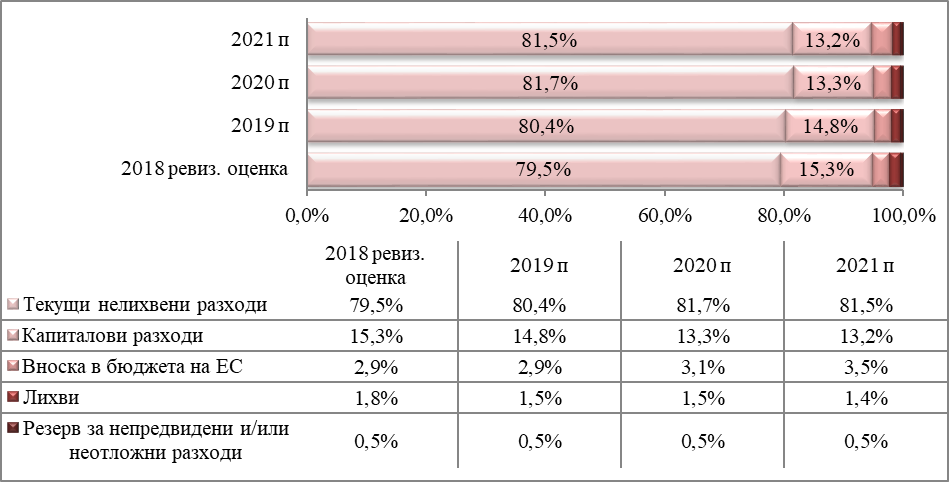 2021 п
81,5%
13,2%
2020 п
81,7%
13,3%
2019 п
80,4%
14,8%
2018 ревиз. оценка
79,5%
15,3%
0,0% 20,0% 40,0% 60,0% 80,0% 100,0%
2018 ревиз. оценка 2019 п 2020 п 2021 п
Текущи нелихвени разходи 79,5% 80,4% 81,7% 81,5%
Капиталови разходи 15,3% 14,8% 13,3% 13,2%
Вноска в бюджета на ЕС 2,9% 2,9% 3,1% 3,5%
Лихви 1,8% 1,5% 1,5% 1,4%
Резерв за непредвидени и/или
неотложни разходи 0,5% 0,5% 0,5% 0,5%